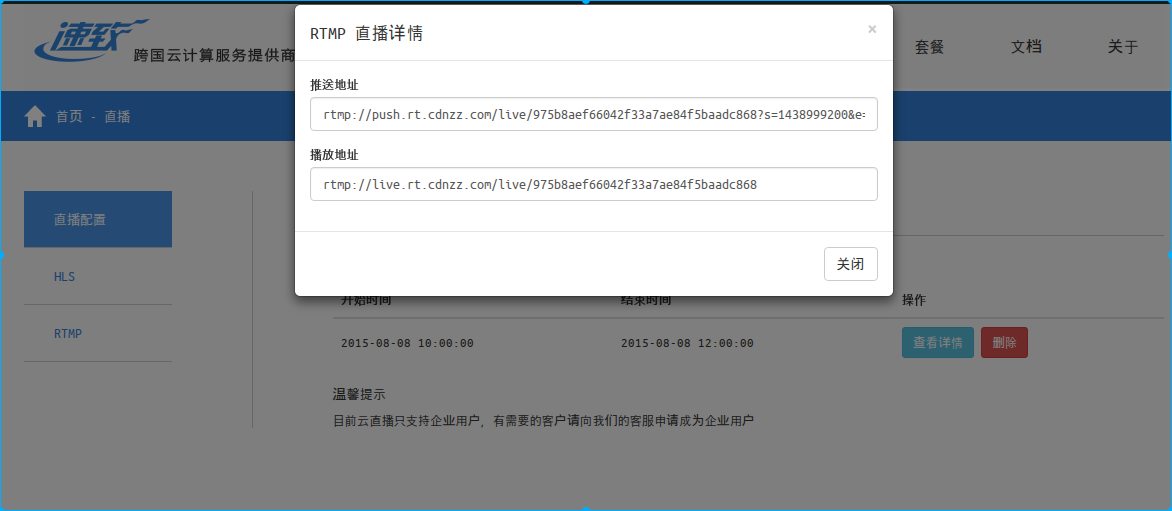 速致
跨国云计算服务提供商
套餐
文档
关于
首页 - 直播
RTMP 直播详情
×
推送地址
rtmp://push.rt.cdnzz.com/live/975b8aef66042f33a7ae84f5baadc868?s=1438999200&e=
播放地址
rtmp://live.rt.cdnzz.com/live/975b8aef66042f33a7ae84f5baadc868
关闭
直播配置
HLS
RTMP
开始时间
结束时间
操作
2015-08-08 10:00:00
2015-08-08 12:00:00
查看详情
删除
温馨提示
目前云直播只支持企业用户, 有需要的客户请向我们的客服申请成为企业用户